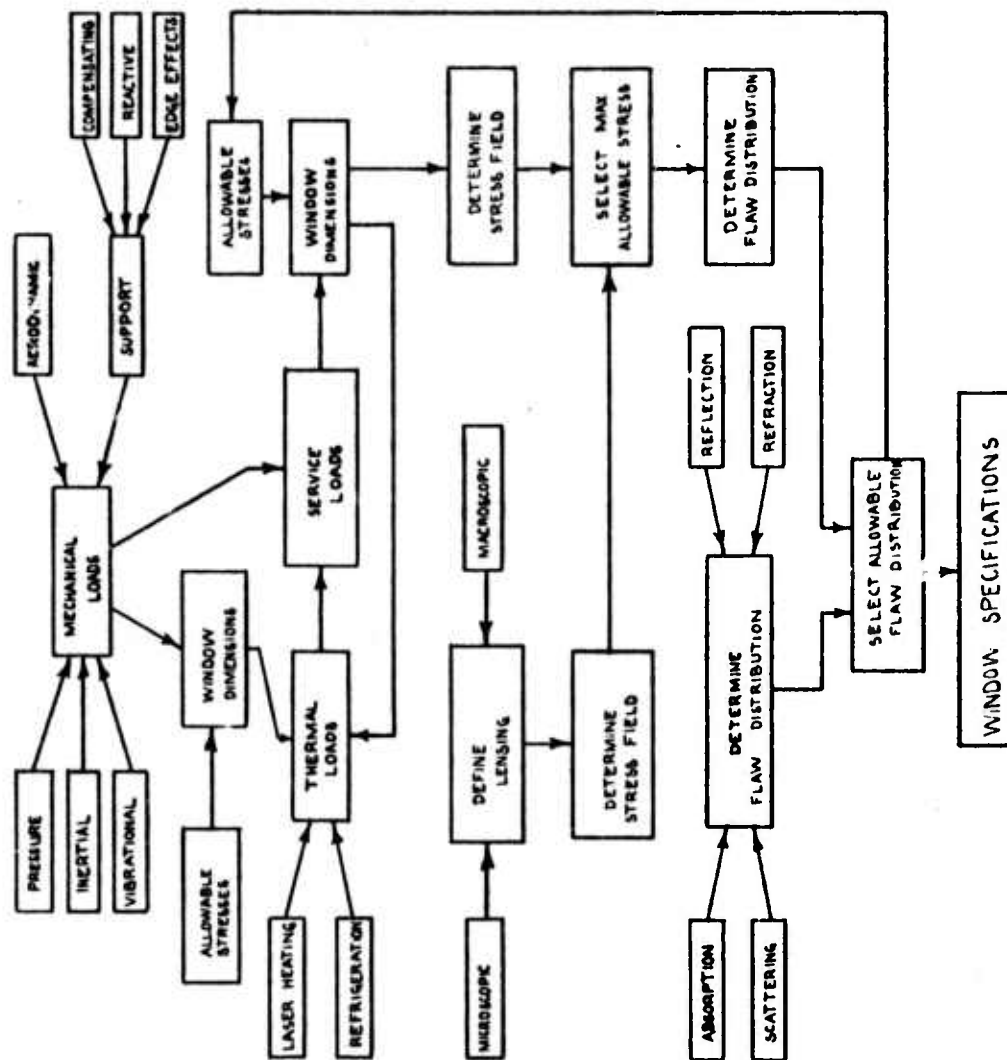 COMPENSATING
REACTIVE
EDGE EFFECTS
SUPPORT
MECHANICAL
LOADS
PRESSURE
INERTIAL
VIBRATIONAL
ALLOWABLE
STRESSES
WINDOW
DIMENSIONS
ALLOWABLE
STRESSES
WINDOW
DIMENSIONS
SERVICE
LOADS
THERMAL
LOADS
LASER HEATING
REFRIGERATION
DETERMINE
STRESS FIELD
MACROSCOPIC
DEFINE
LENSING
MICROSCOPIC
SELECT MAX
ALLOWABLE STRESS
DETERMINE
STRESS FIELD
DETERMINE
FLAW DISTRIBUTION
REFLECTION
REFRACTION
DETERMINE
FLAW DISTRIBUTION
ABSORPTION
SCATTERING
SELECT ALLOWABLE
FLAW DISTRIBUTION
WINDOW SPECIFICATIONS